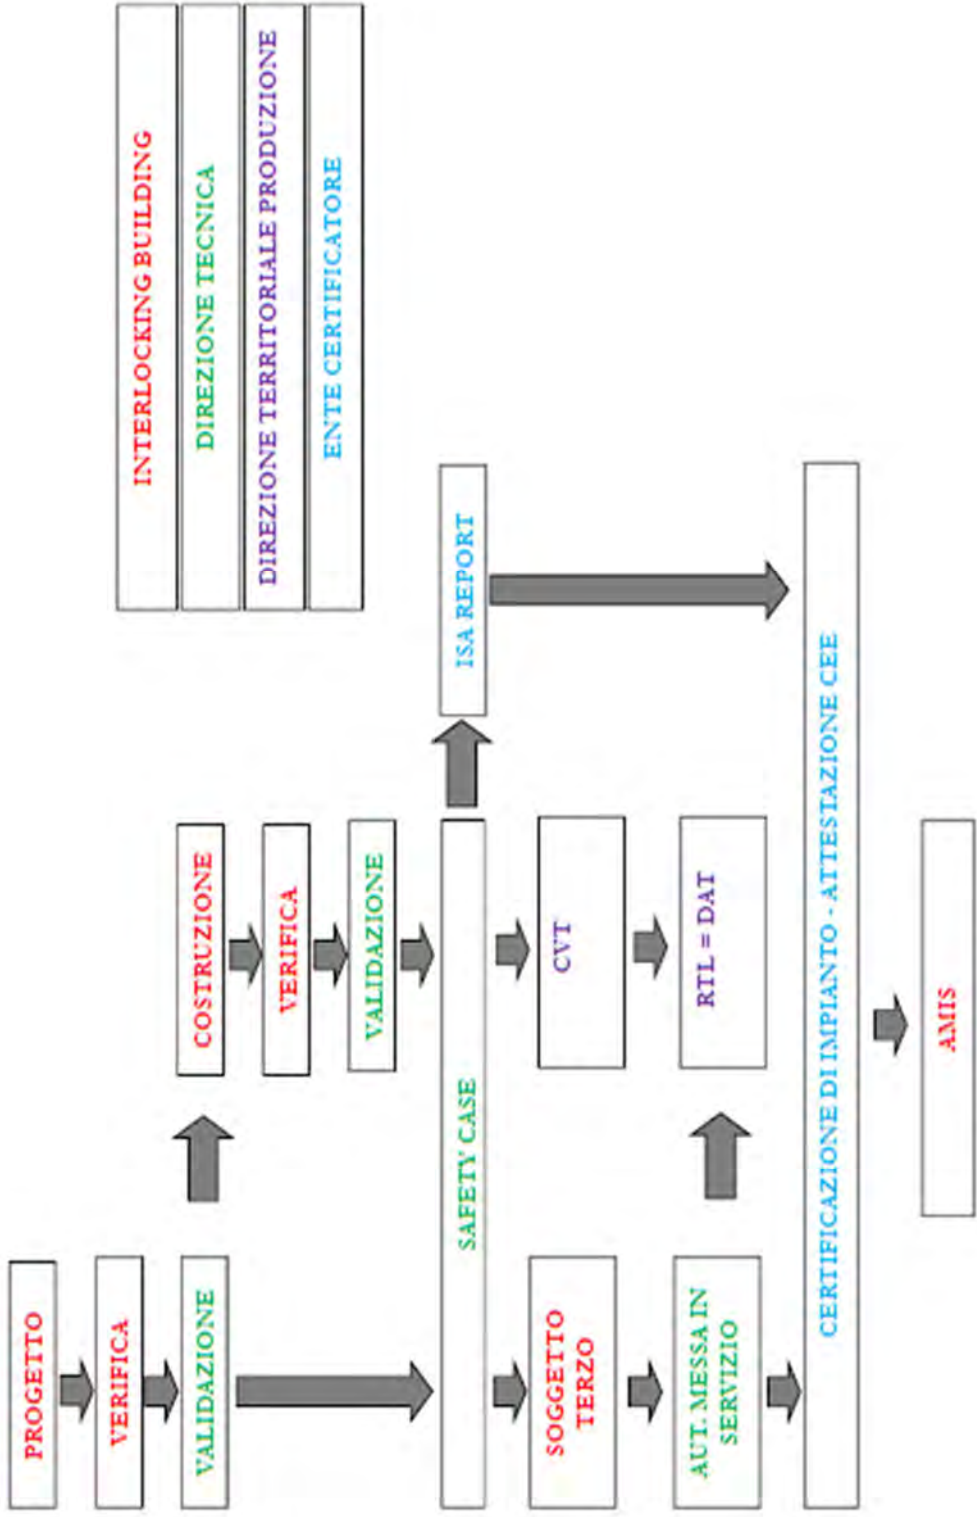 INTERLOCKING BUILDING
DIREZIONE TECNICA
DIREZIONE TERRITORIALE PRODUZIONE
ENTE CERTIFICATORE
PROGETTO
VERIFICA
VALIDAZIONE
COSTRUZIONE
VERIFICA
VALIDAZIONE
SAFETY CASE
ISA REPORT
SOGGETTO
TERZO
CVT
AUT. MESSA IN
SERVIZIO
RTL = DAT
CERTIFICAZIONE DI IMPIANTO - ATTESTAZIONE CEE
AMIS